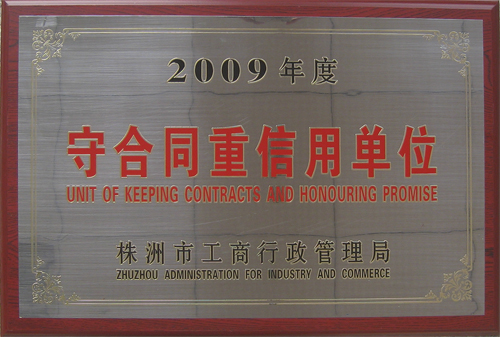 2009年度
守合同重信用单位
UNIT OF KEEPING CONTRACTS AND HONOURING PROMISE
株洲市工商行政管理局
ZHUZHOU ADMINISTRATION FOR INDUSTRY AND COMMERCE